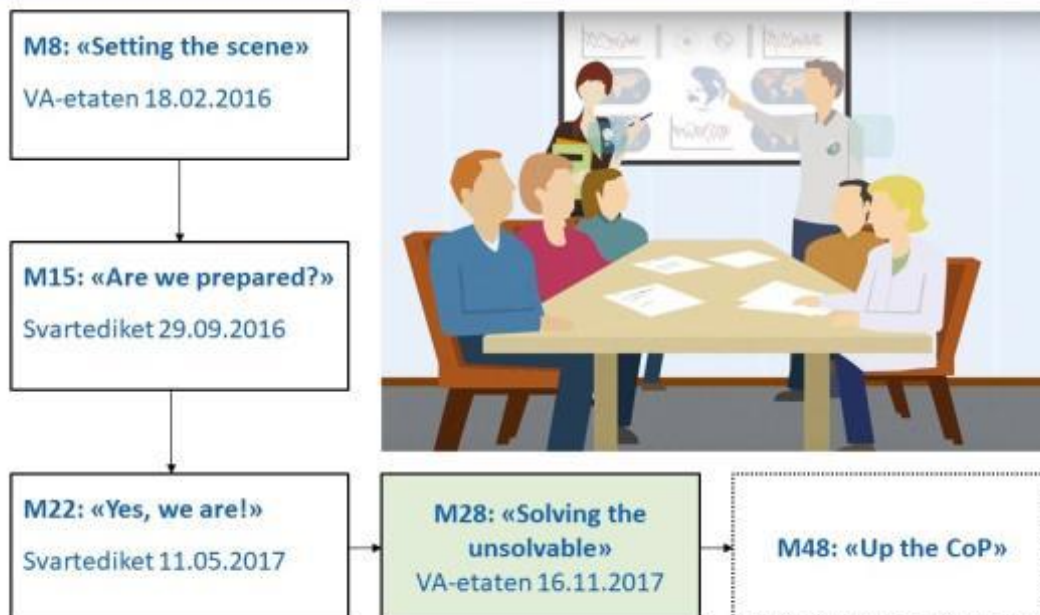 M8: «Setting the scene»
VA-etaten 18.02.2016
M15: «Are we prepared?»
Svartediket 29.09.2016
M22: «Yes, we are!»
Svartediket 11.05.2017
M28: «Solving the
unsolvable»
VA-etaten 16.11.2017
M48: «Up the CoP»